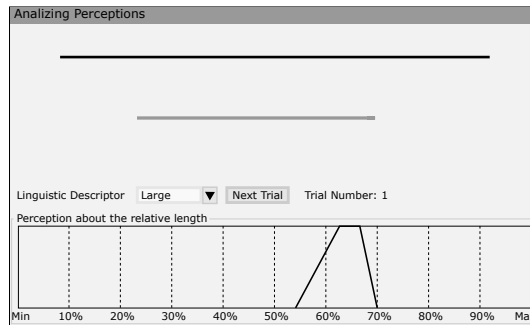 Analizing Perceptions
Linguistic Descriptor Large Next Trial Trial Number: 1
Perception about the relative length
Min 10% 20% 30% 40% 50% 60% 70% 80% 90% Ma